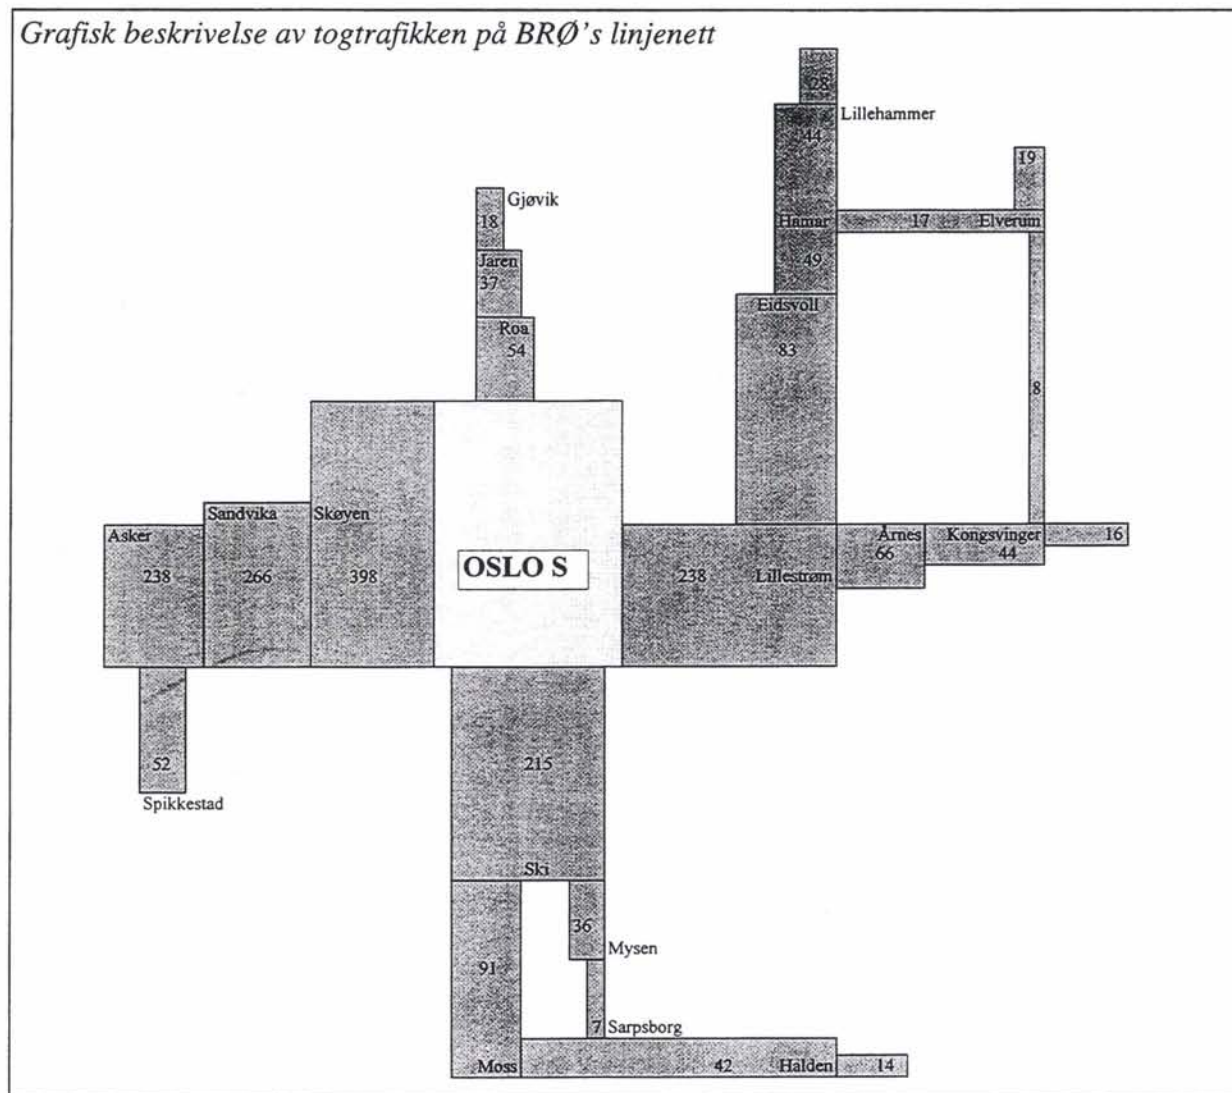 Grafisk beskrivelse av togtrafikken på BRØ's linjenett
28
Lillehammer
44
19
Gjøvik
18
Hamar
17
Elverum
Jaren
37
49
Eidsvoll
Roa
54
83
8
Sandvika
Skøyen
Asker
Årnes
Kongsvinger
16
66
44
238
266
398
OSLO S
238
Lillestrøm
52
215
Spikkestad
Ski
36
Mysen
91
7
Sarpsborg
Moss
42
Halden
14